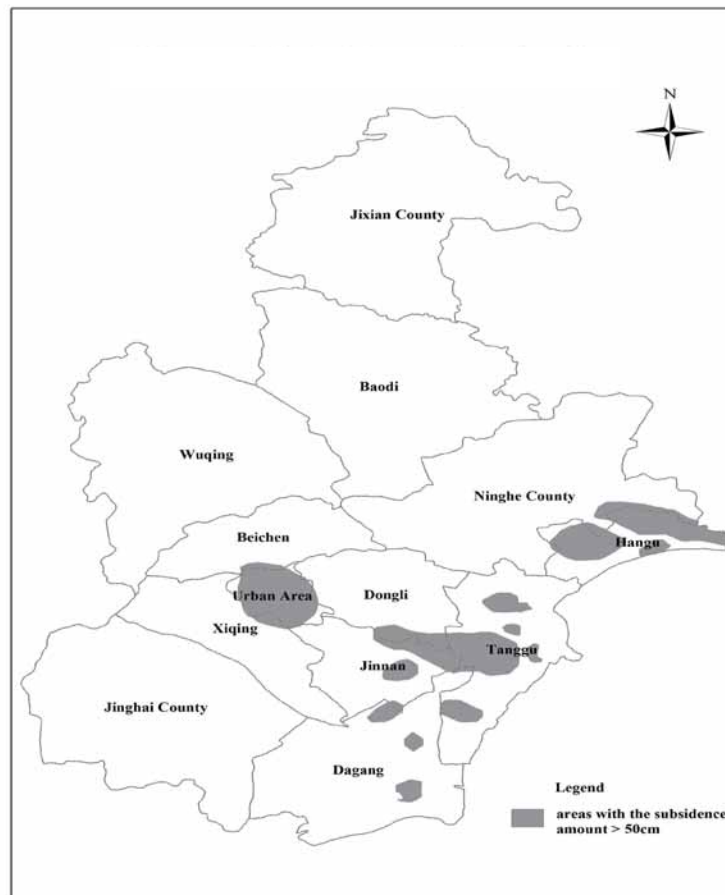 N
Jixian County
Baodi
Wuqing
Ninghe County
Beichen
Hangu
Urban Area
Dongli
Xiqing
Tanggu
Jinnan
Jinghai County
Dagang
Legend
areas with the subsidence
amount > 50cm